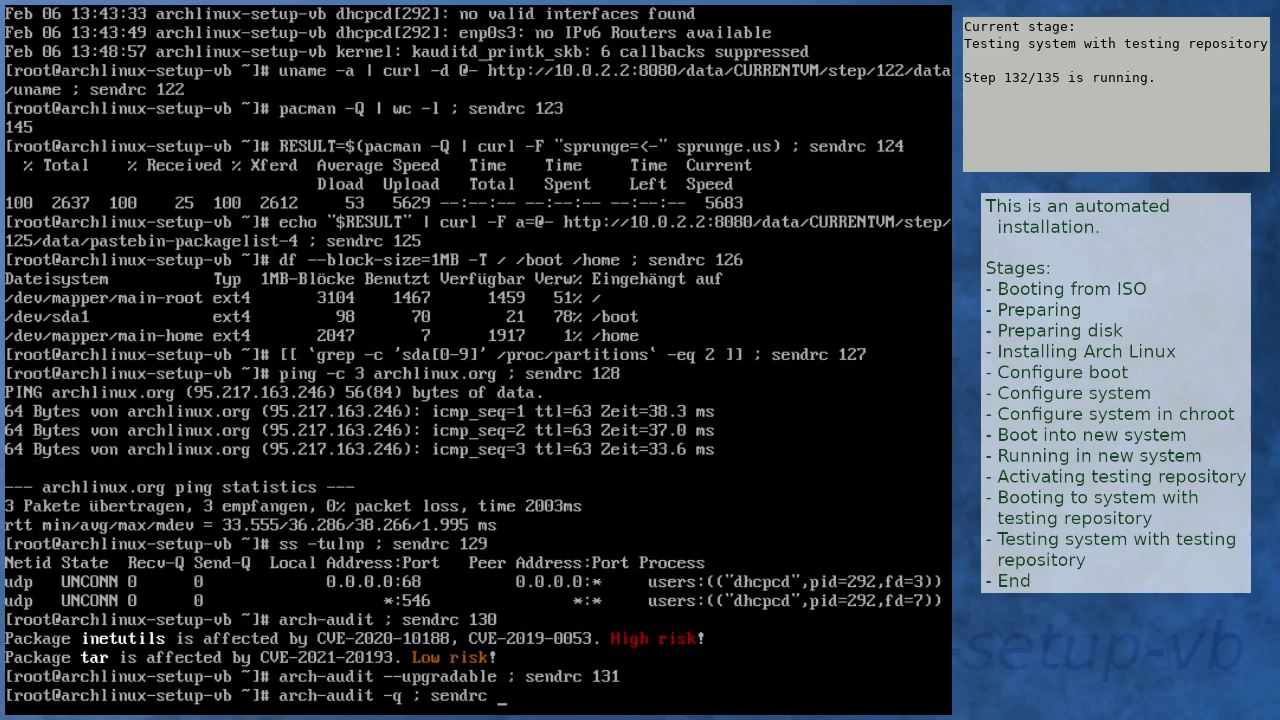 Feb 06 13:43:33 archlinux-setup-vb dhcpcd[292]: no valid interfaces found
Feb 06 13:43:49 archlinux-setup-vb dhcpcd[292]: enp0s3: no IPv6 Routers available
Feb 06 13:48:57 archlinux-setup-vb kernel: kauditd_printk_skb: 6 callbacks suppressed
[root@archlinux-setup-vb ~]# uname -a | curl -d @- http://10.0.2.2:8080/data/CURRENTVM/step/122/data
/uname ; sendrc 122
[root@archlinux-setup-vb ~]# pacman -Q | wc -l ; sendrc 123
145
[root@archlinux-setup-vb ~]# RESULT=$(pacman -Q | curl -F "sprunge=<-" sprunge.us) ; sendrc 124
  % Total    % Received % Xferd  Average Speed   Time    Time     Time  Current
                                 Dload  Upload   Total   Spent    Left  Speed
100  2637  100    25  100  2612     53   5629 --:--:-- --:--:-- --:--:--  5683
[root@archlinux-setup-vb ~]# echo "$RESULT" | curl -F a=@- http://10.0.2.2:8080/data/CURRENTVM/step/
125/data/pastebin-packagelist-4 ; sendrc 125
[root@archlinux-setup-vb ~]# df --block-size=1MB -T / /boot /home ; sendrc 126
Dateisystem           Typ  1MB-Blöcke Benutzt Verfügbar Verw% Eingehängt auf
/dev/mapper/main-root ext4       3104    1467      1459   51% /
/dev/sda1             ext4         98      70        21   78% /boot
/dev/mapper/main-home ext4       2047       7      1917    1% /home
[root@archlinux-setup-vb ~]# [[ `grep -c 'sda[0-9]' /proc/partitions` -eq 2 ]] ; sendrc 127
[root@archlinux-setup-vb ~]# ping -c 3 archlinux.org ; sendrc 128
PING archlinux.org (95.217.163.246) 56(84) bytes of data.
64 Bytes von archlinux.org (95.217.163.246): icmp_seq=1 ttl=63 Zeit=38.3 ms
64 Bytes von archlinux.org (95.217.163.246): icmp_seq=2 ttl=63 Zeit=37.0 ms
64 Bytes von archlinux.org (95.217.163.246): icmp_seq=3 ttl=63 Zeit=33.6 ms
--- archlinux.org ping statistics ---
3 Pakete übertragen, 3 empfangen, 0% packet loss, time 2003ms
rtt min/avg/max/mdev = 33.555/36.286/38.266/1.995 ms
[root@archlinux-setup-vb ~]# ss -tulnp ; sendrc 129
Netid State  Recv-Q Send-Q  Local Address:Port   Peer Address:Port Process
udp   UNCONN 0      0             0.0.0.0:68          0.0.0.0:*     users:(("dhcpcd",pid=292,fd=3))
udp   UNCONN 0      0                   *:546               *:*     users:(("dhcpcd",pid=292,fd=7))
[root@archlinux-setup-vb ~]# arch-audit ; sendrc 130
Package inetutils is affected by CVE-2020-10188, CVE-2019-0053. High risk!
Package tar is affected by CVE-2021-20193. Low risk!
[root@archlinux-setup-vb ~]# arch-audit --upgradable ; sendrc 131
[root@archlinux-setup-vb ~]# arch-audit -q ; sendrc _
Current stage:
Testing system with testing repository
Step 132/135 is running.
This is an automated
installation.
Stages:
- Booting from ISO
- Preparing
- Preparing disk
- Installing Arch Linux
- Configure boot
- Configure system
- Configure system in chroot
- Boot into new system
- Running in new system
- Activating testing repository
- Booting to system with
testing repository
- Testing system with testing
repository
- End
setup-vb